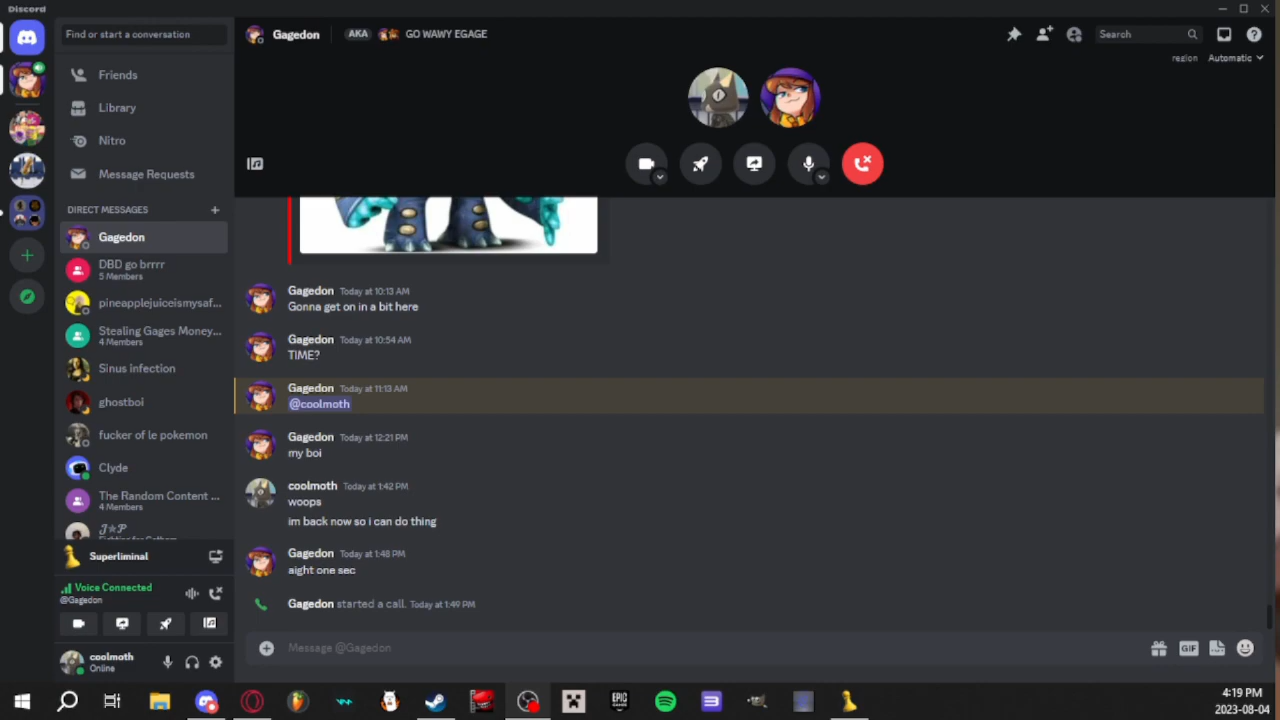 Discord
Find or start a conversation
Friends
Library
Nitro
Message Requests
DIRECT MESSAGES
Gagedon
DBD go brrrr
5 Members
pineapplejuiceismysaf...
Stealing Gages Money...
4 Members
Sinus infection
ghostboi
fucker of le pokemon
Clyde
The Random Content ...
4 Members
J☆P
Fighting for Gotham
Superliminal
Voice Connected
@Gagedon
coolmoth
Online
Gagedon AKA GO WAWY EGAGE
Search
region Automatic
Gagedon Today at 10:13 AM
Gonna get on in a bit here
Gagedon Today at 10:54 AM
TIME?
Gagedon Today at 11:13 AM
@coolmoth
Gagedon Today at 12:21 PM
my boi
coolmoth Today at 1:42 PM
woops
im back now so i can do thing
Gagedon Today at 1:48 PM
aight one sec
Gagedon started a call. Today at 1:49 PM
Message @Gagedon
GIF
EPIC GAMES
4:19 PM
2023-08-04